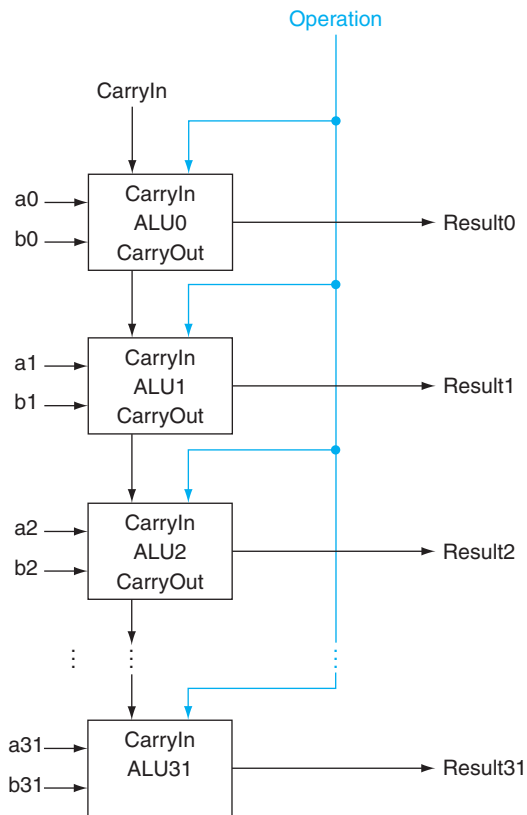 Operation
CarryIn
a0
b0
CarryIn
ALU0
CarryOut
Result0
a1
b1
CarryIn
ALU1
CarryOut
Result1
a2
b2
CarryIn
ALU2
CarryOut
Result2
a31
b31
CarryIn
ALU31
Result31